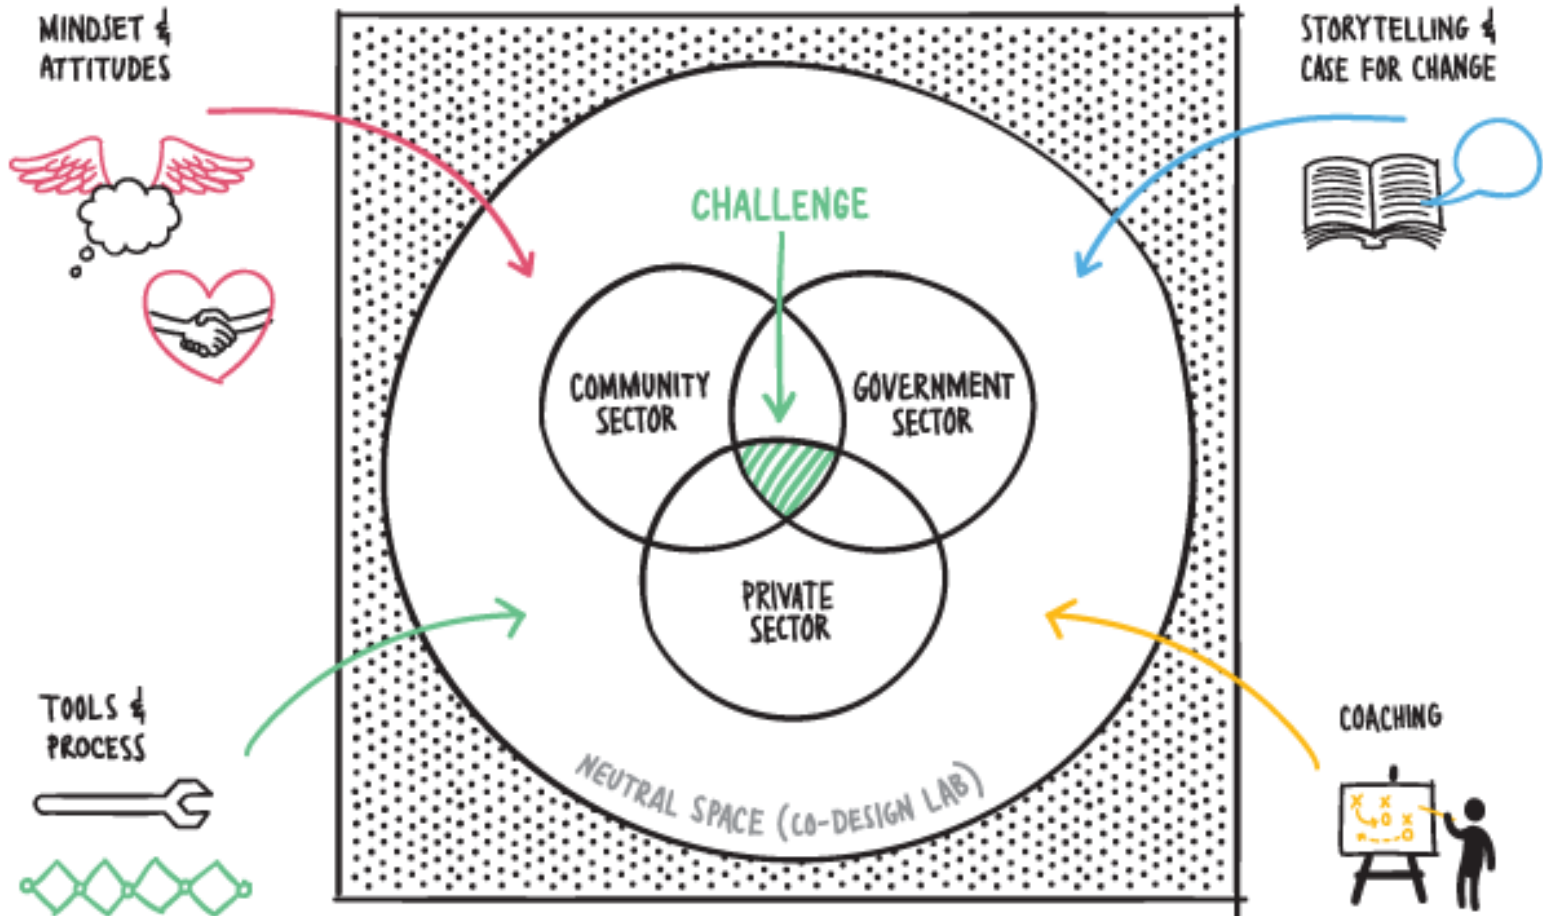 MINDSET &
ATTITUDES
STORYTELLING &
CASE FOR CHANGE
CHALLENGE
COMMUNITY
SECTOR
GOVERNMENT
SECTOR
PRIVATE
SECTOR
TOOLS &
PROCESS
COACHING
NEUTRAL SPACE (CO-DESIGN LAB)